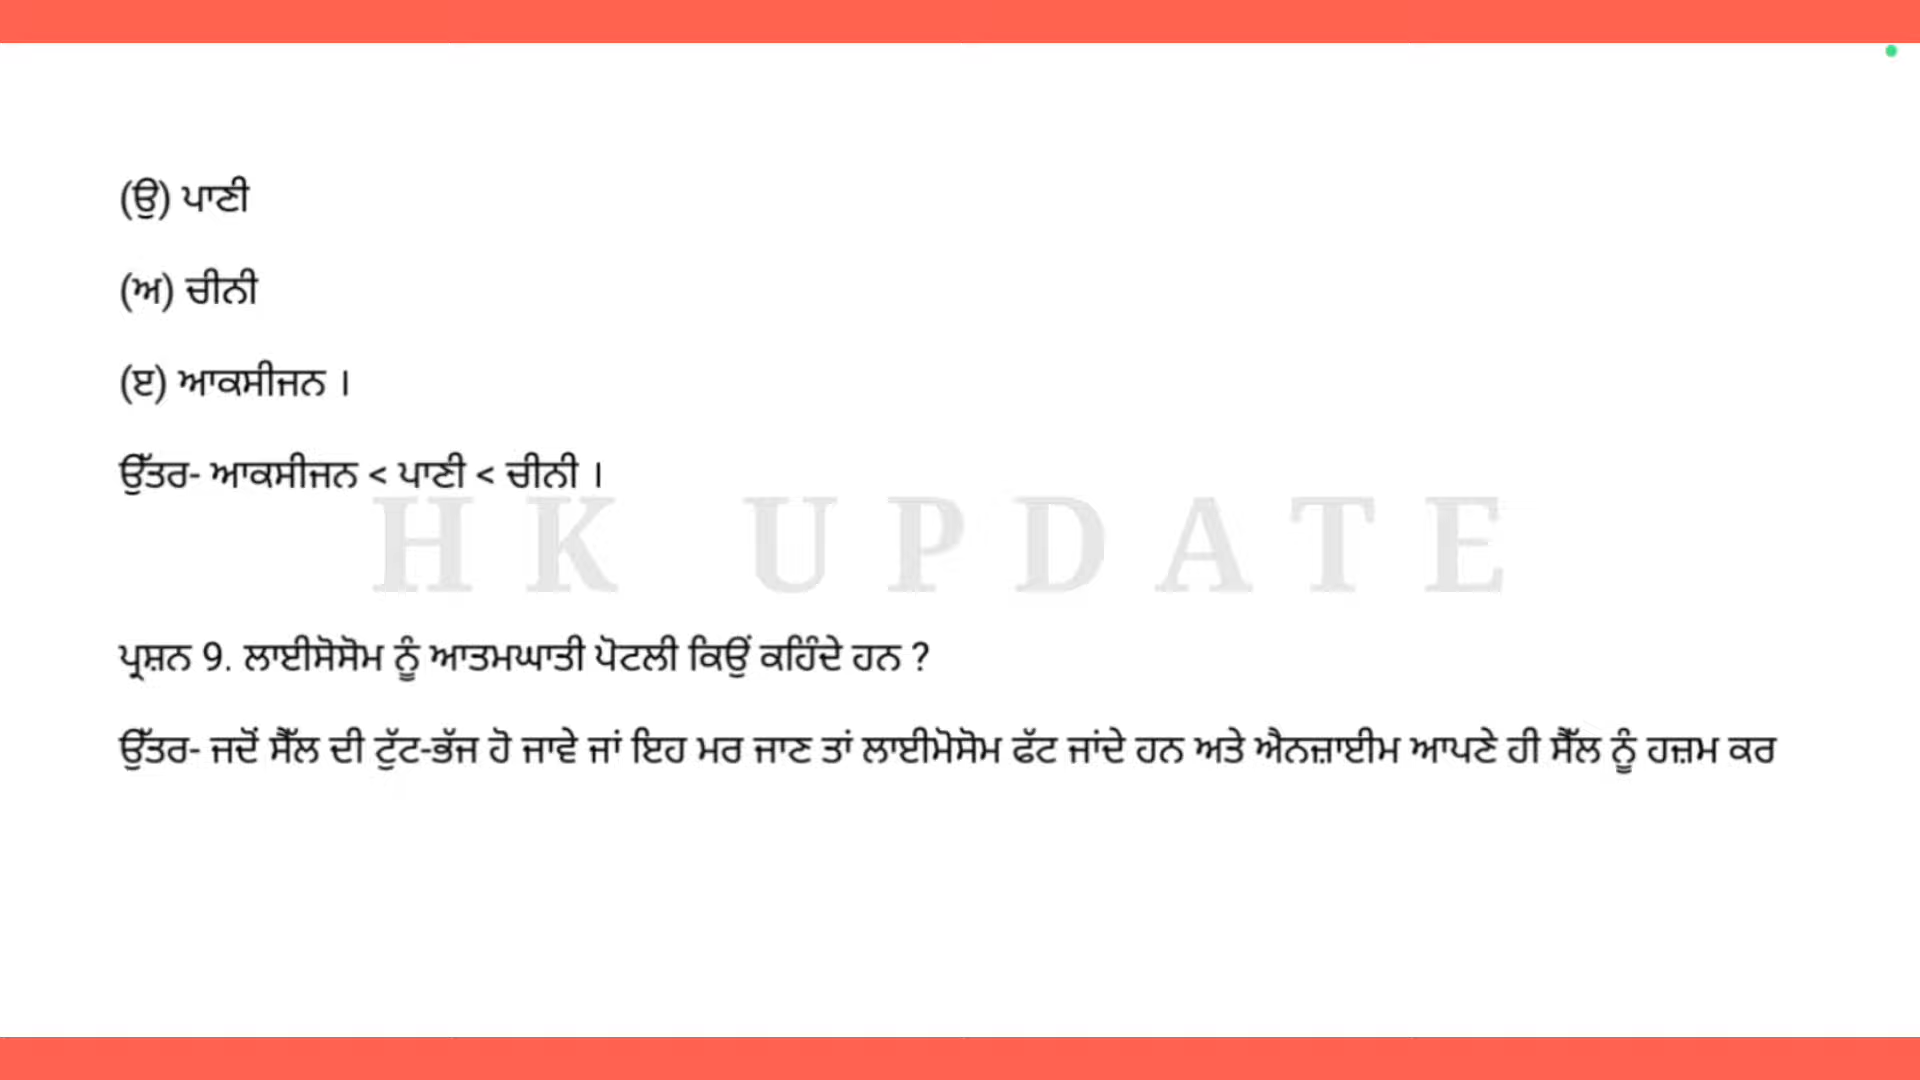 (ੳ) ਪਾਣੀ
(ਅ) ਚੀਨੀ
(ੲ) ਆਕਸੀਜਨ ।
ਉੱਤਰ- ਆਕਸੀਜਨ < ਪਾਣੀ < ਚੀਨੀ ।
HK UPDATE
ਪ੍ਰਸ਼ਨ 9. ਲਾਈਸੋਸੋਮ ਨੂੰ ਆਤਮਘਾਤੀ ਪੋਟਲੀ ਕਿਉਂ ਕਹਿੰਦੇ ਹਨ ?
ਉੱਤਰ- ਜਦੋਂ ਸੈੱਲ ਦੀ ਟੁੱਟ-ਭੱਜ ਹੋ ਜਾਵੇ ਜਾਂ ਇਹ ਮਰ ਜਾਣ ਤਾਂ ਲਾਈਮੋਸੋਮ ਫੱਟ ਜਾਂਦੇ ਹਨ ਅਤੇ ਐਨਜ਼ਾਈਮ ਆਪਣੇ ਹੀ ਸੈੱਲ ਨੂੰ ਹਜ਼ਮ ਕਰ